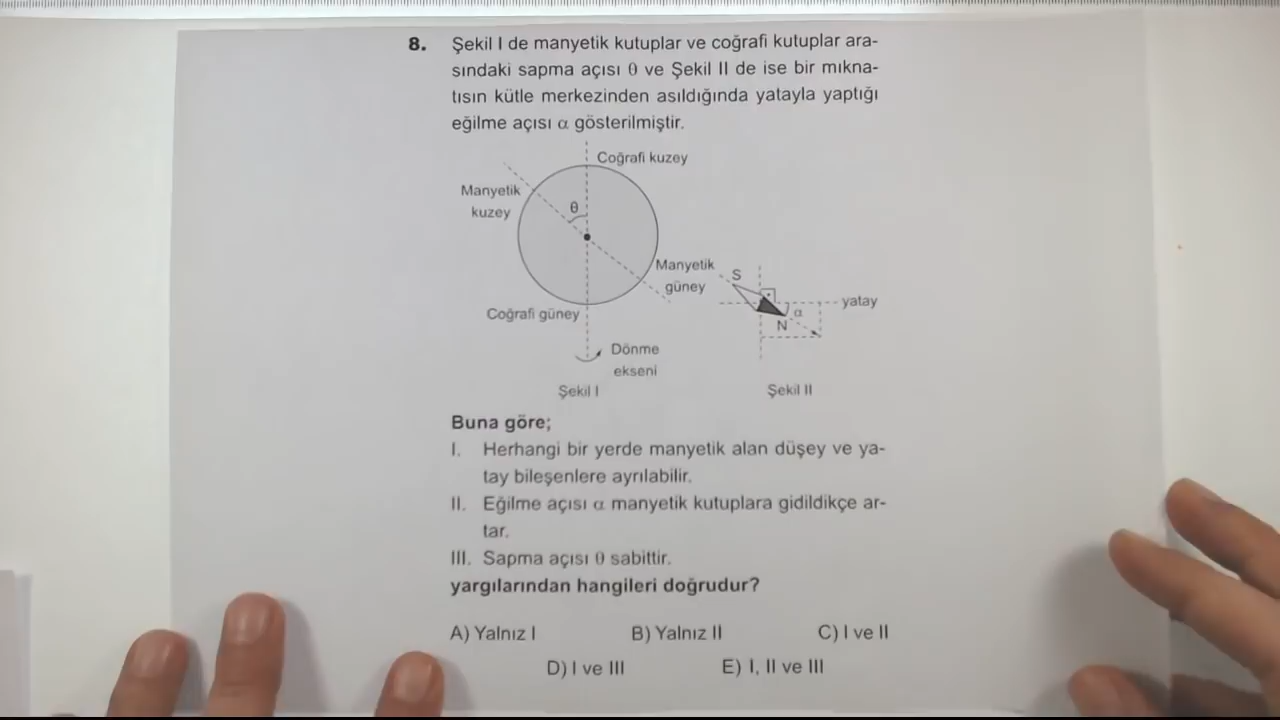 8. Şekil I de manyetik kutuplar ve coğrafi kutuplar ara-
sındaki sapma açısı θ ve Şekil II de ise bir mıkna-
tısın kütle merkezinden asıldığında yatayla yaptığı
eğilme açısı α gösterilmiştir.
Coğrafi kuzey
Manyetik
kuzey
θ
Manyetik
güney
Coğrafi güney
Dönme
ekseni
Şekil I
S
yatay
α
N
Şekil II
Buna göre;
I. Herhangi bir yerde manyetik alan düşey ve ya-
tay bileşenlere ayrılabilir.
II. Eğilme açısı α manyetik kutuplara gidildikçe ar-
tar.
III. Sapma açısı θ sabittir.
yargılarından hangileri doğrudur?
A) Yalnız I B) Yalnız II C) I ve II
D) I ve III E) I, II ve III